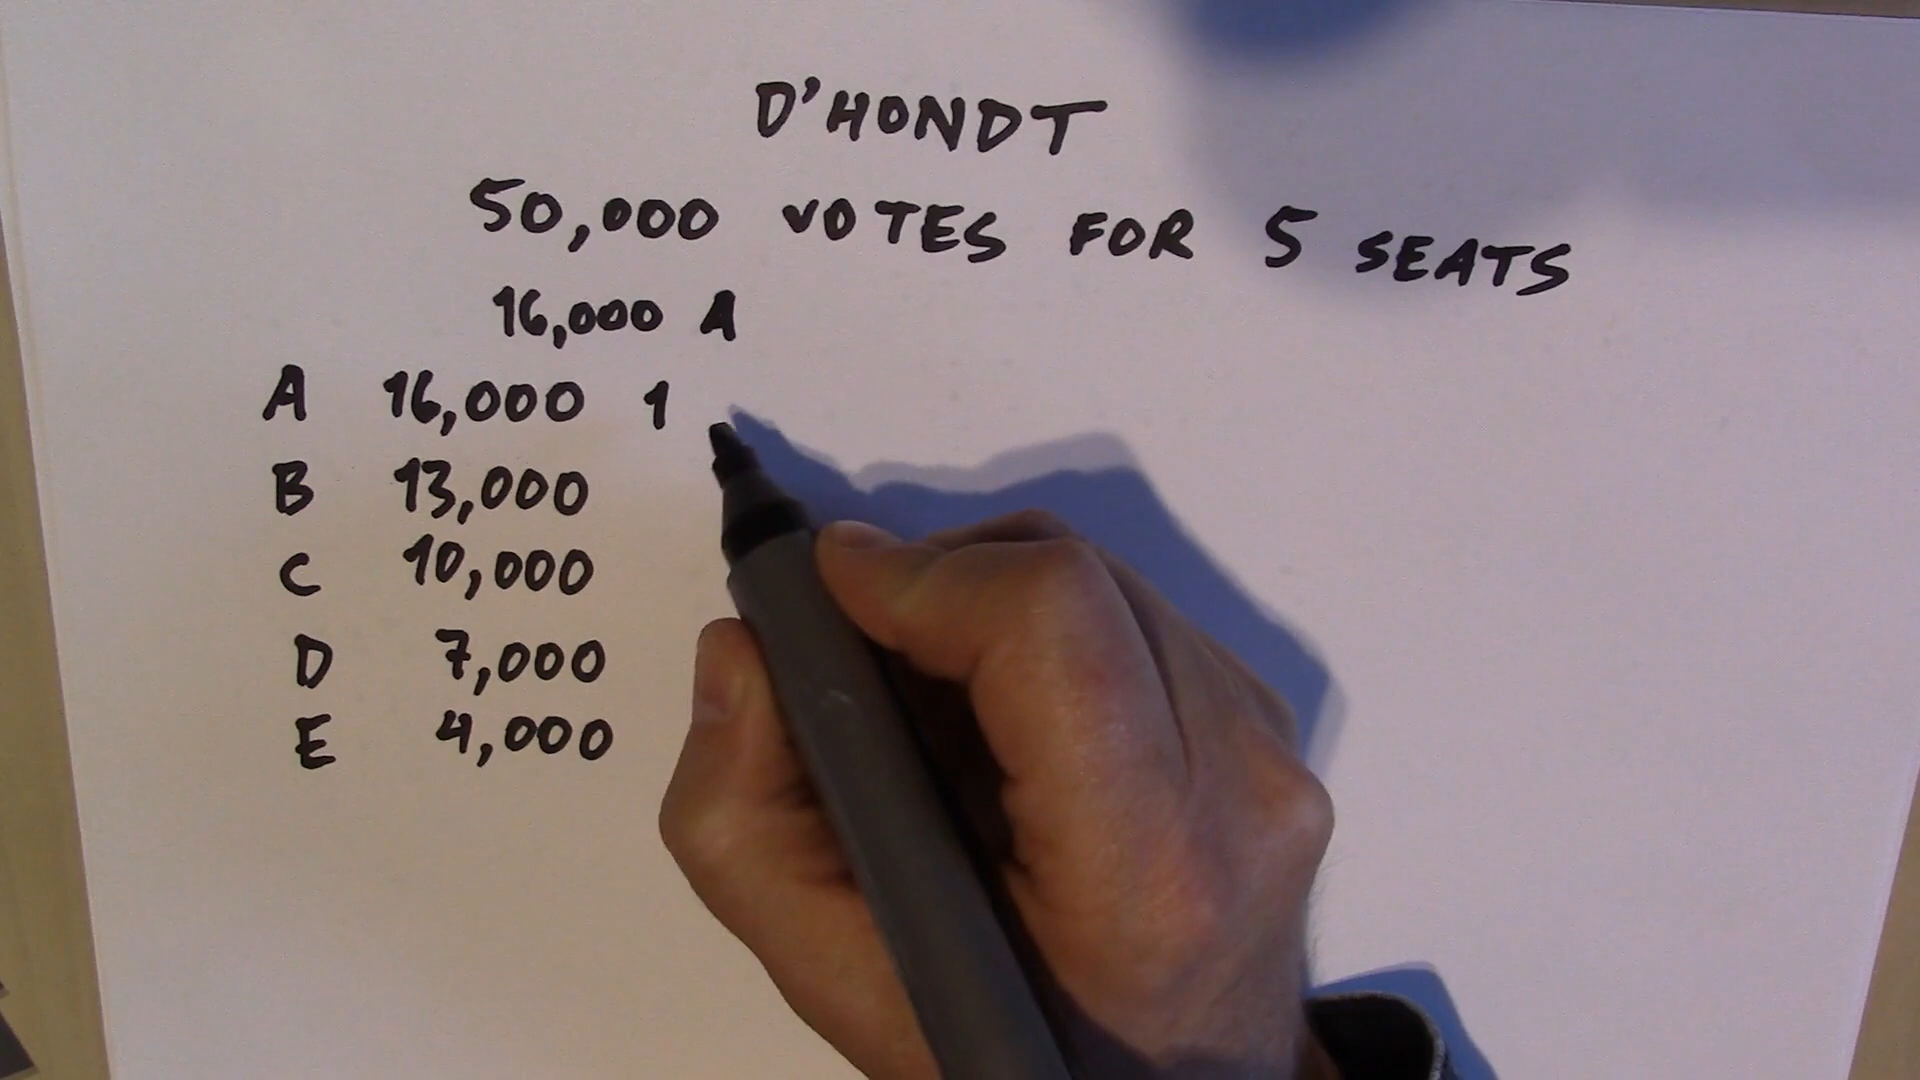 D'HONDT
50,000 VOTES FOR 5 SEATS
16,000 A
A 16,000 1
B 13,000
C 10,000
D 7,000
E 4,000